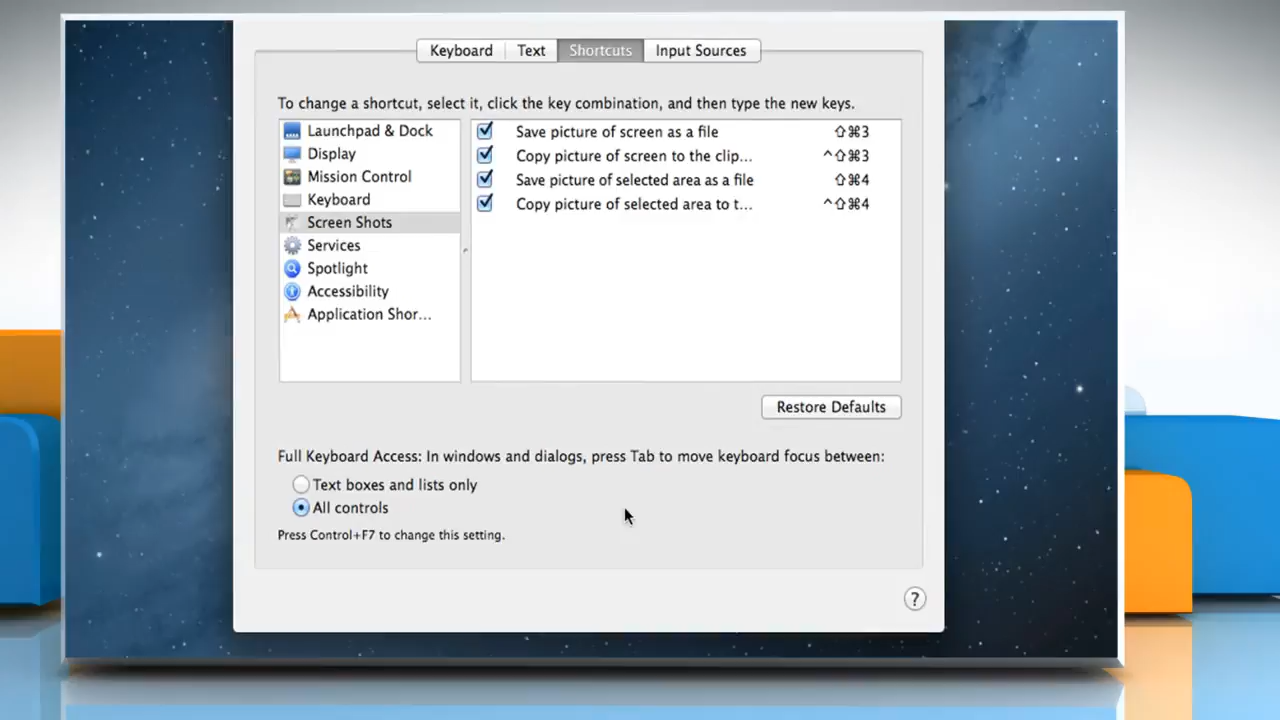 Keyboard Text Shortcuts Input Sources
To change a shortcut, select it, click the key combination, and then type the new keys.
Launchpad & Dock
Display
Mission Control
Keyboard
Screen Shots
Services
Spotlight
Accessibility
Application Shor...
Save picture of screen as a file ⇧⌘3
Copy picture of screen to the clip... ^⇧⌘3
Save picture of selected area as a file ⇧⌘4
Copy picture of selected area to t... ^⇧⌘4
Restore Defaults
Full Keyboard Access: In windows and dialogs, press Tab to move keyboard focus between:
Text boxes and lists only
All controls
Press Control+F7 to change this setting.
?